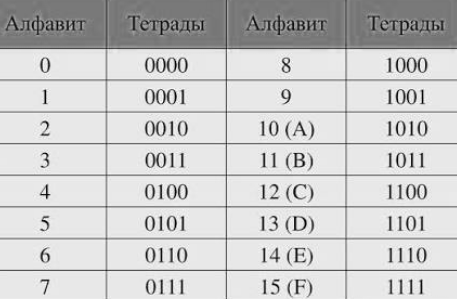 Алфавит Тетрады Алфавит Тетрады
0 0000 8 1000
1 0001 9 1001
2 0010 10 (A) 1010
3 0011 11 (B) 1011
4 0100 12 (C) 1100
5 0101 13 (D) 1101
6 0110 14 (E) 1110
7 0111 15 (F) 1111